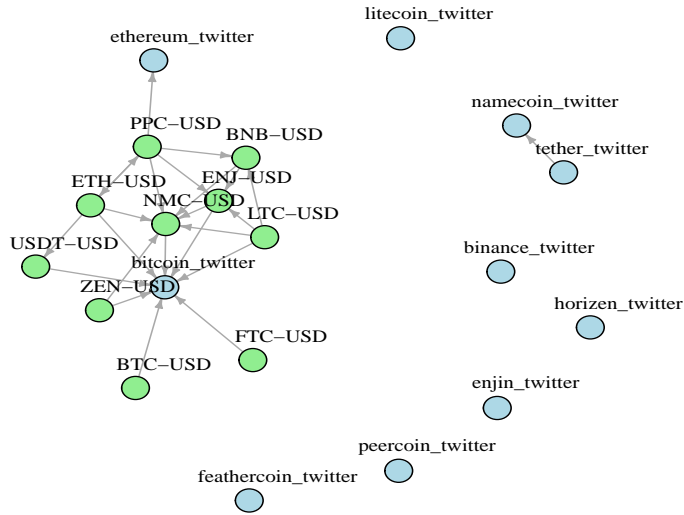 litecoin_twitter
ethereum_twitter
namecoin_twitter
PPC−USD
BNB−USD
tether_twitter
ETH−USD
ENJ−USD
NMC−USD
LTC−USD
USDT−USD
bitcoin_twitter
binance_twitter
ZEN−USD
horizen_twitter
FTC−USD
BTC−USD
enjin_twitter
peercoin_twitter
feathercoin_twitter